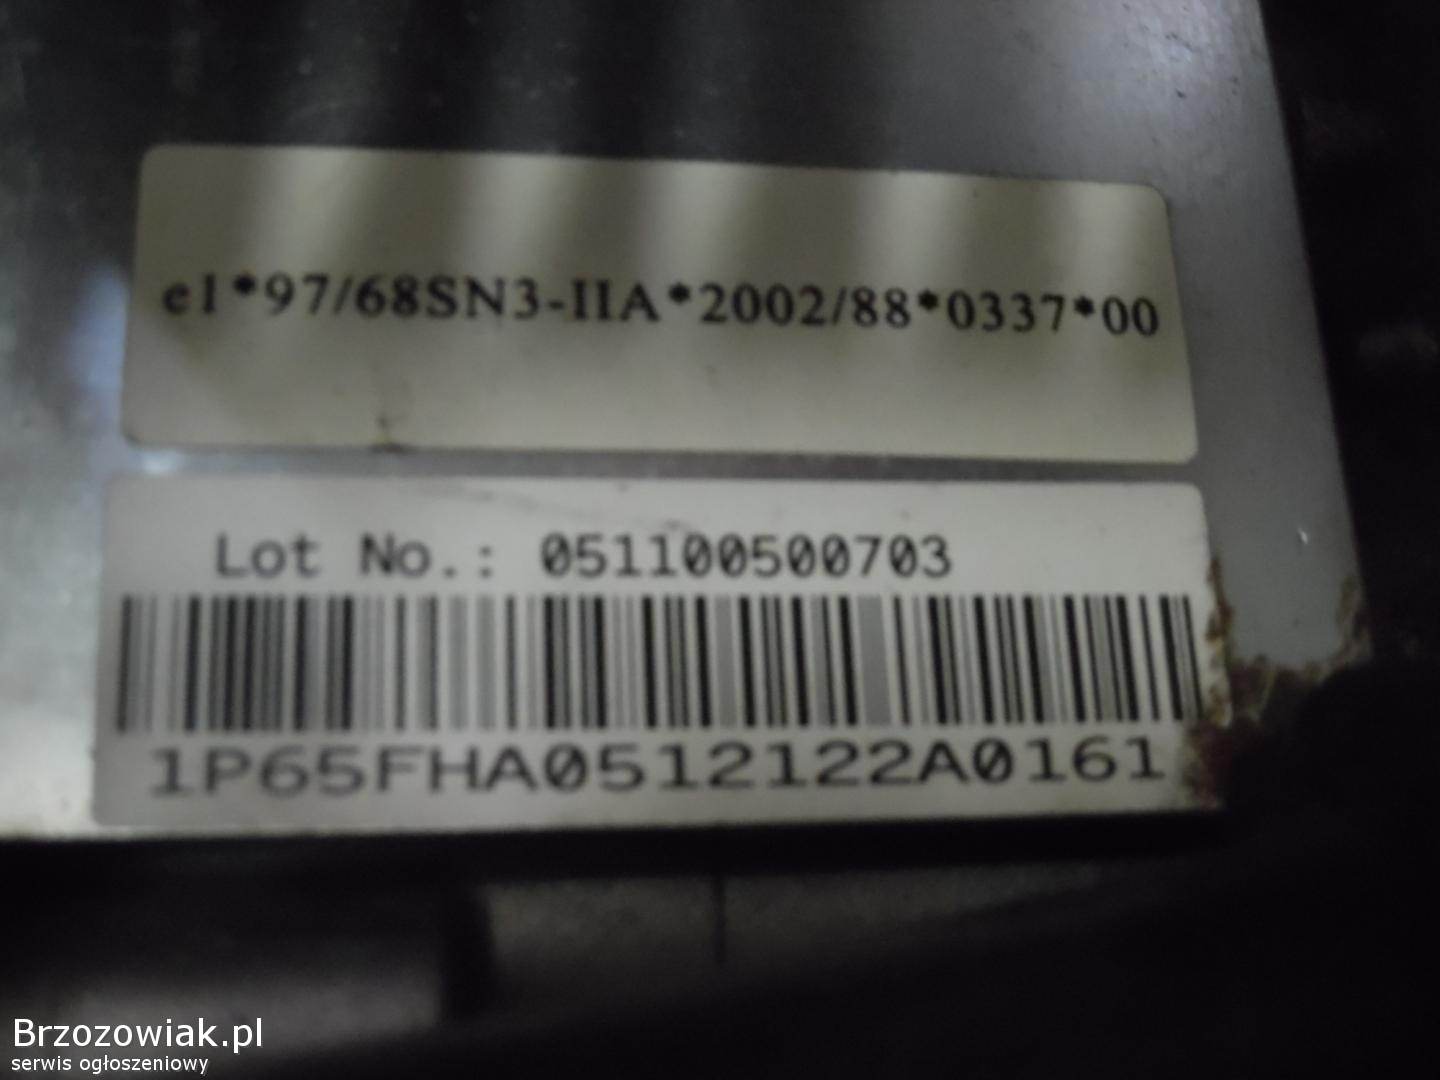 e1*97/68SN3-IIA*2002/88*0337*00
Lot No.: 051100500703
1P65FHA0512122A0161
Brzozowiak.pl
serwis ogłoszeniowy